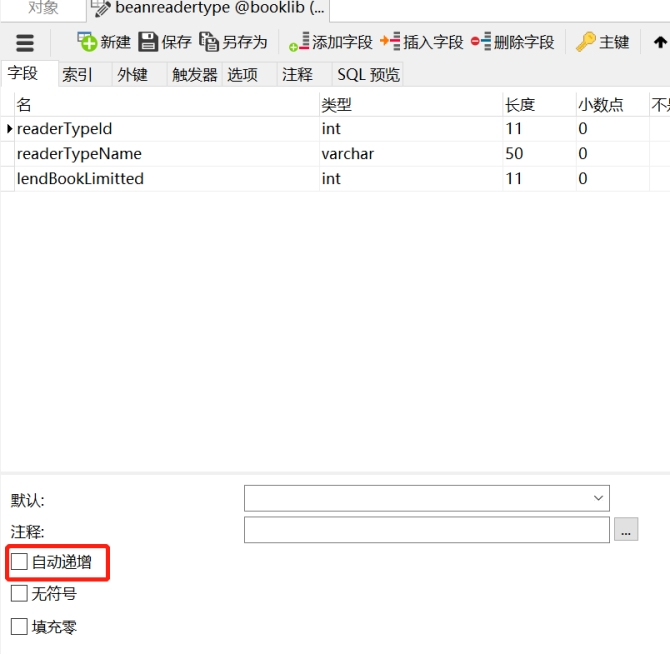 对象 beanreadertype @booklib (...
新建 保存 另存为 添加字段 插入字段 删除字段 主键
字段 索引 外键 触发器 选项 注释 SQL 预览
名 类型 长度 小数点
readerTypeId int 11 0
readerTypeName varchar 50 0
lendBookLimitted int 11 0
默认:
注释: ...
自动递增
无符号
填充零